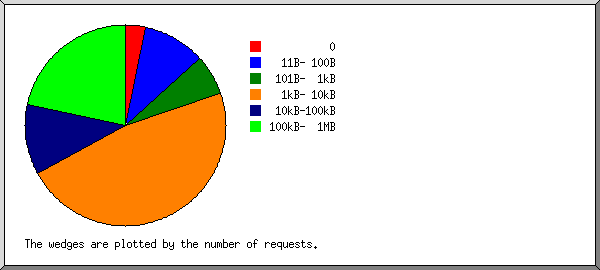 0
11B- 100B
101B- 1kB
1kB- 10kB
10kB-100kB
100kB- 1MB
The wedges are plotted by the number of requests.